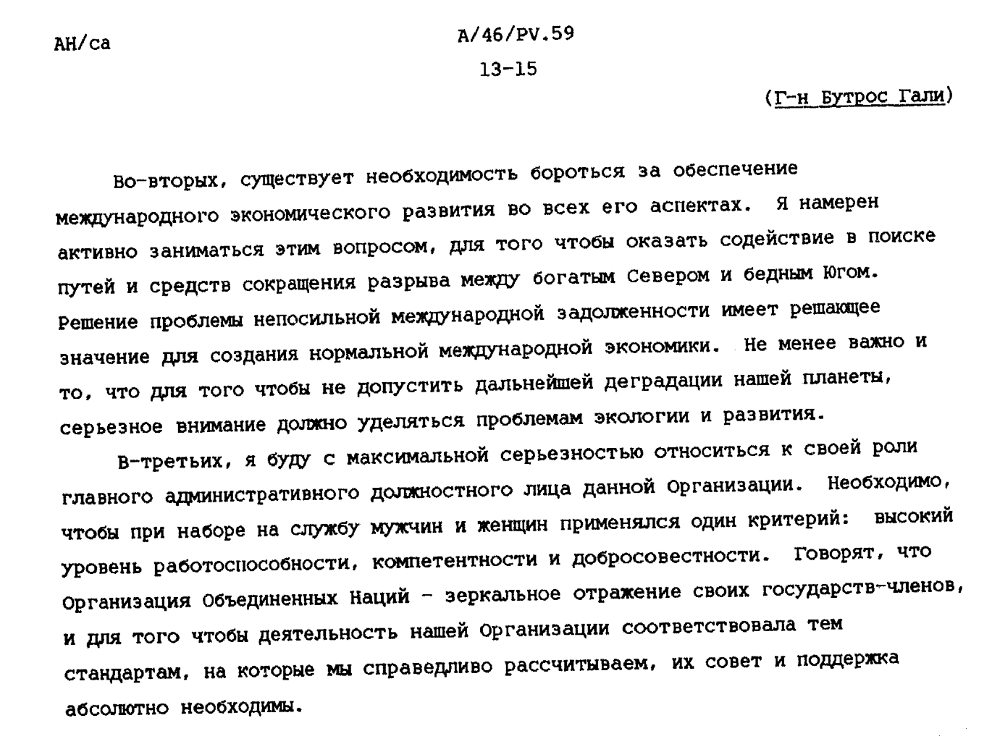 АН/са
A/46/PV.59
13-15
(Г-н Бутрос Гали)
Во-вторых, существует необходимость бороться за обеспечение
международного экономического развития во всех его аспектах. Я намерен
активно заниматься этим вопросом, для того чтобы оказать содействие в поиске
путей и средств сокращения разрыва между богатым Севером и бедным Югом.
Решение проблемы непосильной международной задолженности имеет решающее
значение для создания нормальной международной экономики. Не менее важно и
то, что для того чтобы не допустить дальнейшей деградации нашей планеты,
серьезное внимание должно уделяться проблемам экологии и развития.
В-третьих, я буду с максимальной серьезностью относиться к своей роли
главного административного должностного лица данной Организации. Необходимо,
чтобы при наборе на службу мужчин и женщин применялся один критерий: высокий
уровень работоспособности, компетентности и добросовестности. Говорят, что
Организация Объединенных Наций - зеркальное отражение своих государств-членов,
и для того чтобы деятельность нашей Организации соответствовала тем
стандартам, на которые мы справедливо рассчитываем, их совет и поддержка
абсолютно необходимы.